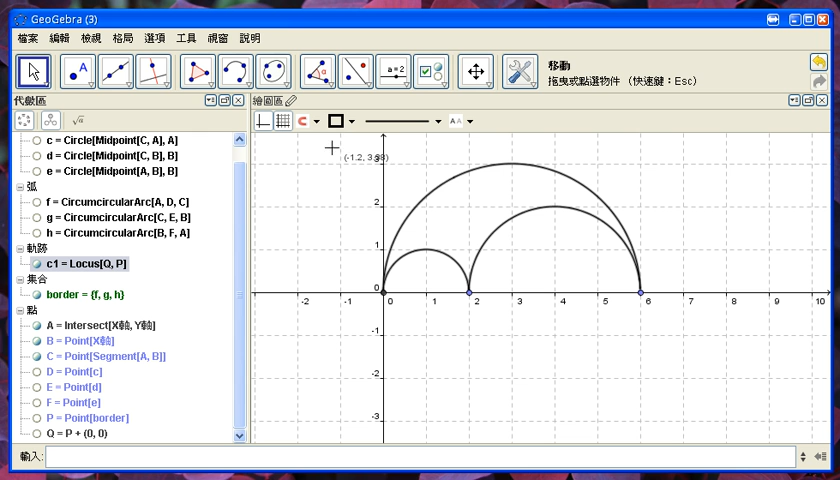 GeoGebra (3)
檔案 編輯 檢視 格局 選項 工具 視窗 說明
A α a = 2
移動
拖曳或點選物件 (快速鍵:Esc)
代數區 繪圖區
√α A A
c = Circle[Midpoint[C, A], A]
d = Circle[Midpoint[C, B], B]
e = Circle[Midpoint[A, B], B]
弧
f = CircumcircularArc[A, D, C]
g = CircumcircularArc[C, E, B]
h = CircumcircularArc[B, F, A]
軌跡
c1 = Locus[Q, P]
集合
border = {f, g, h}
點
A = Intersect[X軸, Y軸]
B = Point[X軸]
C = Point[Segment[A, B]]
D = Point[c]
E = Point[d]
F = Point[e]
P = Point[border]
Q = P + (0, 0)
(-1.2, 3.38)
3
2
1
0
-2 -1 0 1 2 3 4 5 6 7 8 9 10
-1
-2
-3
輸入: